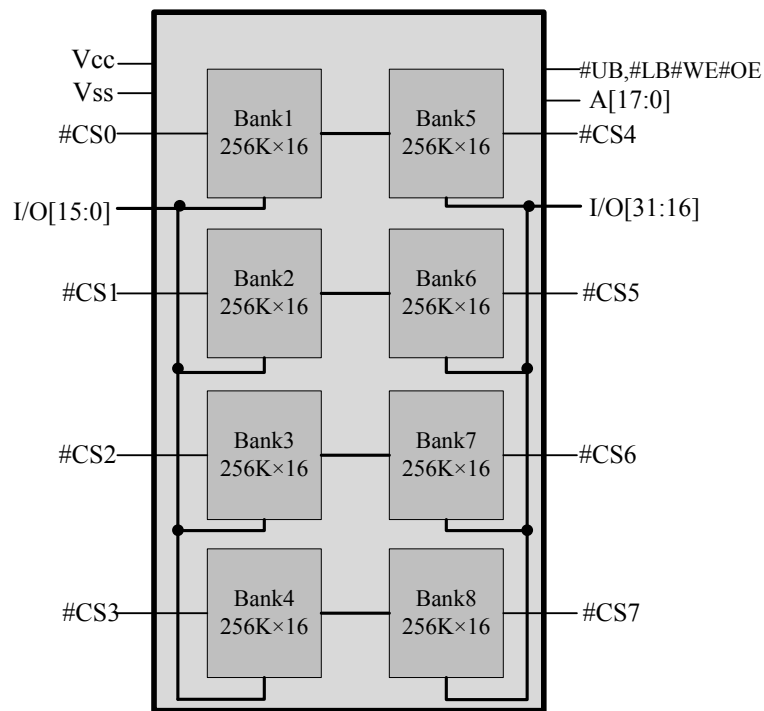 Vcc
Vss
#UB,#LB#WE#OE
A[17:0]
#CS0
Bank1
256K×16
Bank5
256K×16
#CS4
I/O[15:0]
I/O[31:16]
#CS1
Bank2
256K×16
Bank6
256K×16
#CS5
#CS2
Bank3
256K×16
Bank7
256K×16
#CS6
#CS3
Bank4
256K×16
Bank8
256K×16
#CS7